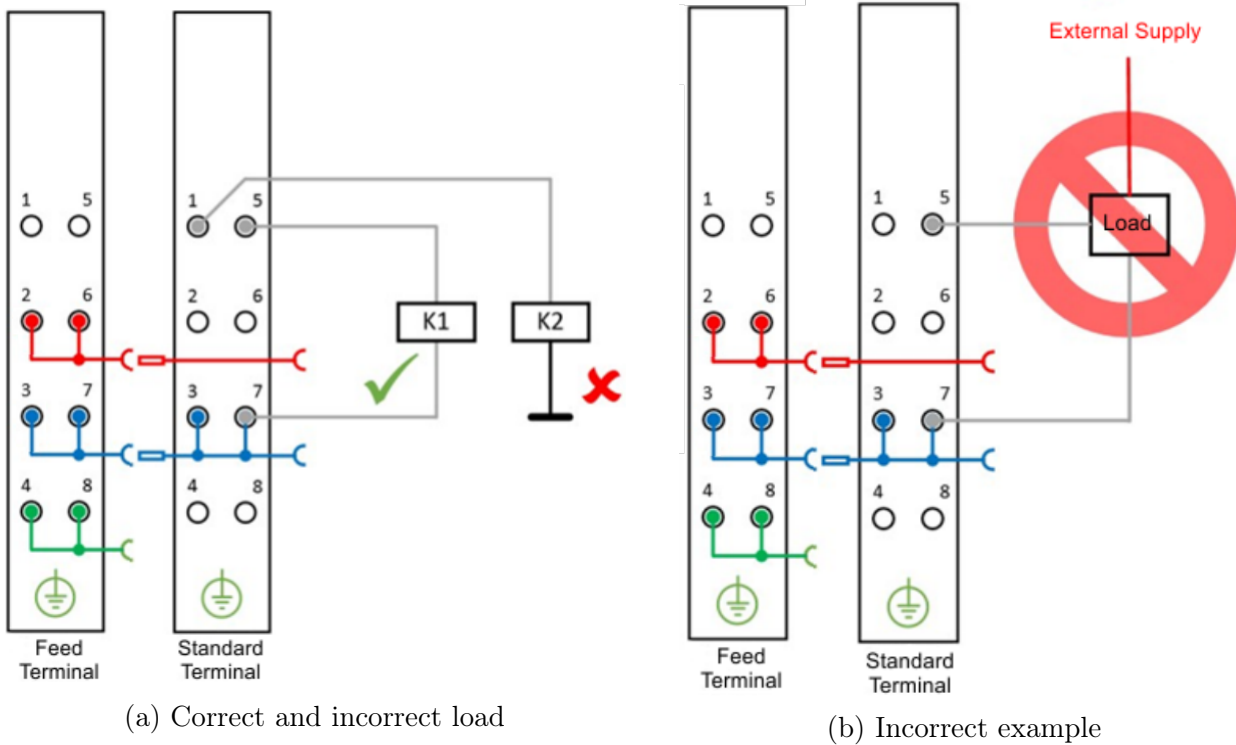 External Supply
1 5
1 5
K1 K2
2 6
2 6
3 7
3 7
4 8
4 8
Feed
Terminal
Standard
Terminal
(a) Correct and incorrect load
1 5
1 5
Load
2 6
2 6
3 7
3 7
4 8
4 8
Feed
Terminal
Standard
Terminal
(b) Incorrect example